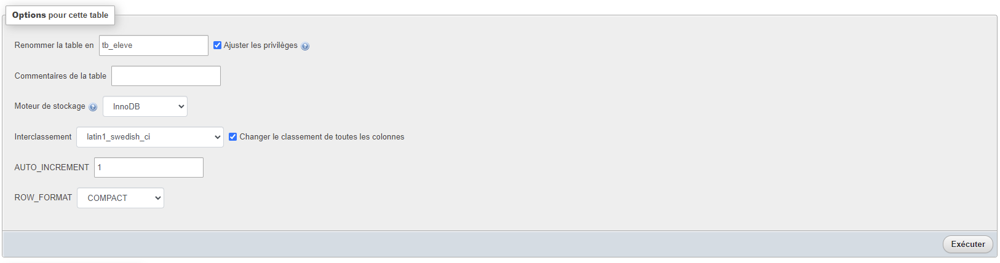 Options pour cette table
Renommer la table en tb_eleve Ajuster les privilèges
Commentaires de la table
Moteur de stockage InnoDB
Interclassement latin1_swedish_ci Changer le classement de toutes les colonnes
AUTO_INCREMENT 1
ROW_FORMAT COMPACT
Exécuter